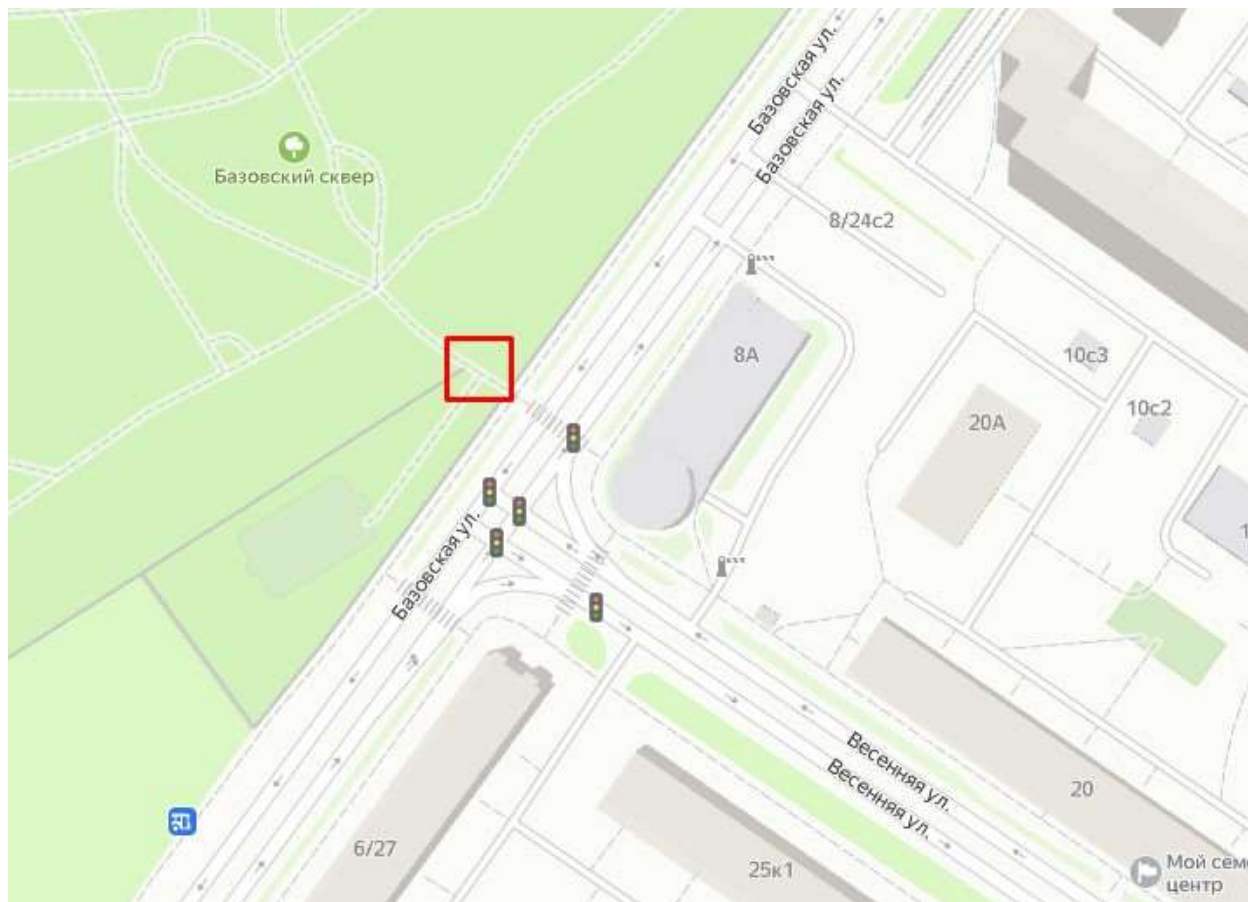 Базовская ул.
Базовская ул.
Базовский сквер
8/24с2
8А
10с3
10с2
20А
Базовская ул.
Весенняя ул.
Весенняя ул.
20
6/27
25к1
Мой
центр